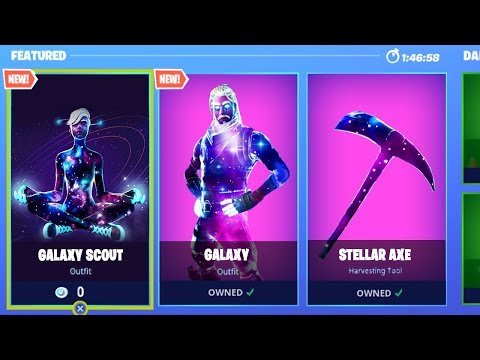 FEATURED
1:46:58
DA
NEW!
NEW!
GALAXY SCOUT
Outfit
0
GALAXY
Outfit
OWNED
STELLAR AXE
Harvesting Tool
OWNED